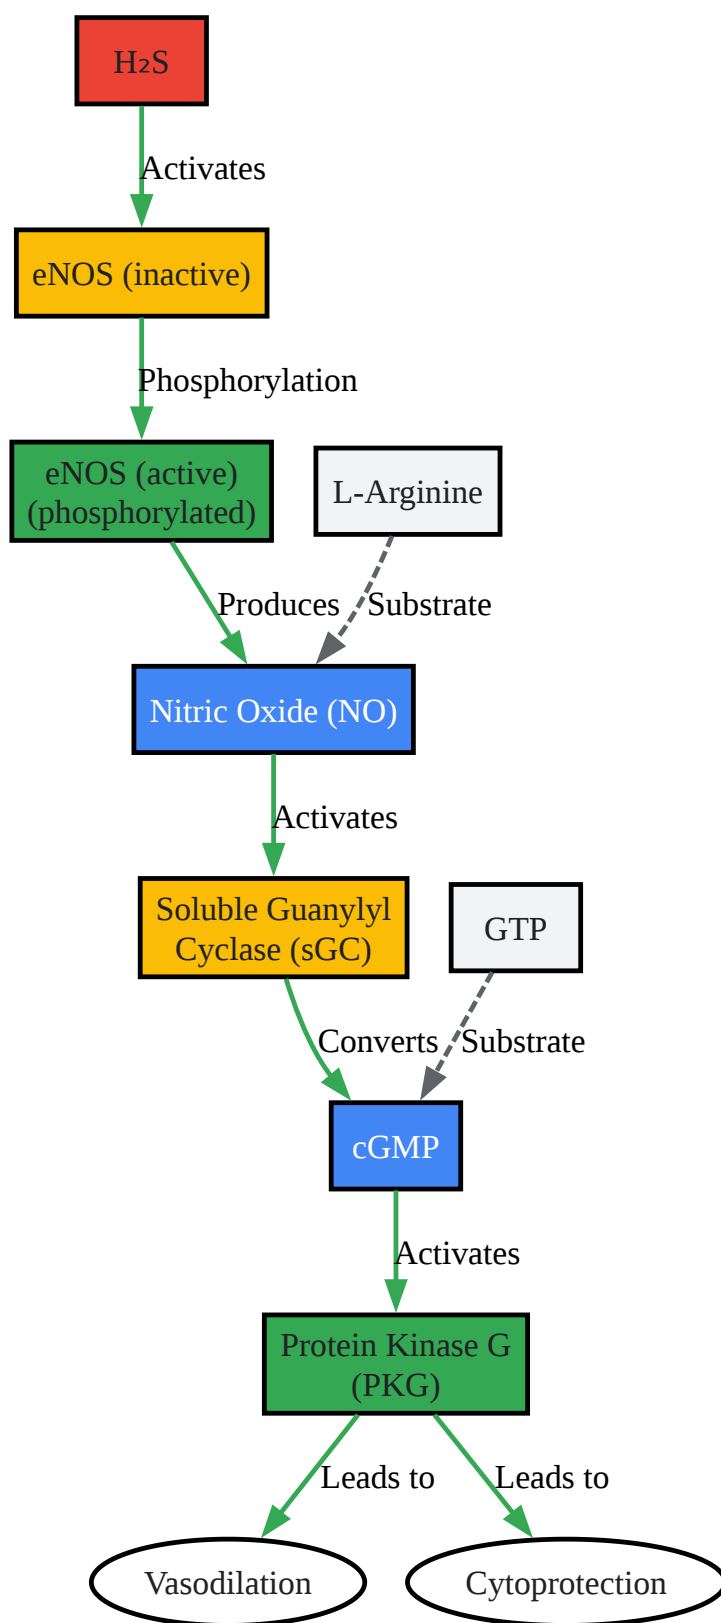 H₂S
Activates
eNOS (inactive)
Phosphorylation
eNOS (active)
(phosphorylated)
L-Arginine
Produces
Substrate
Nitric Oxide (NO)
Activates
Soluble Guanylyl
Cyclase (sGC)
GTP
Converts
Substrate
cGMP
Activates
Protein Kinase G
(PKG)
Leads to
Leads to
Vasodilation
Cytoprotection